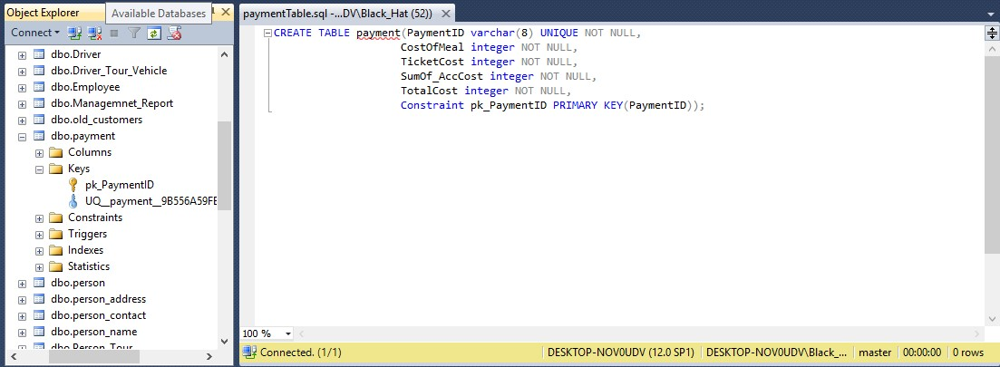 Object Explorer
Available Databases
Connect
dbo.Driver
dbo.Driver_Tour_Vehicle
dbo.Employee
dbo.Managemnet_Report
dbo.old_customers
dbo.payment
Columns
Keys
pk_PaymentID
UQ__payment__9B556A59FE
Constraints
Triggers
Indexes
Statistics
dbo.person
dbo.person_address
dbo.person_contact
dbo.person_name
dbo.Person_Tour
paymentTable.sql -...DV\Black_Hat (52))
CREATE TABLE payment(PaymentID varchar(8) UNIQUE NOT NULL,
CostOfMeal integer NOT NULL,
TicketCost integer NOT NULL,
SumOf_AccCost integer NOT NULL,
TotalCost integer NOT NULL,
Constraint pk_PaymentID PRIMARY KEY(PaymentID));
100 %
Connected. (1/1)
DESKTOP-NOV0UDV (12.0 SP1)
DESKTOP-NOV0UDV\Black_...
master
00:00:00
0 rows